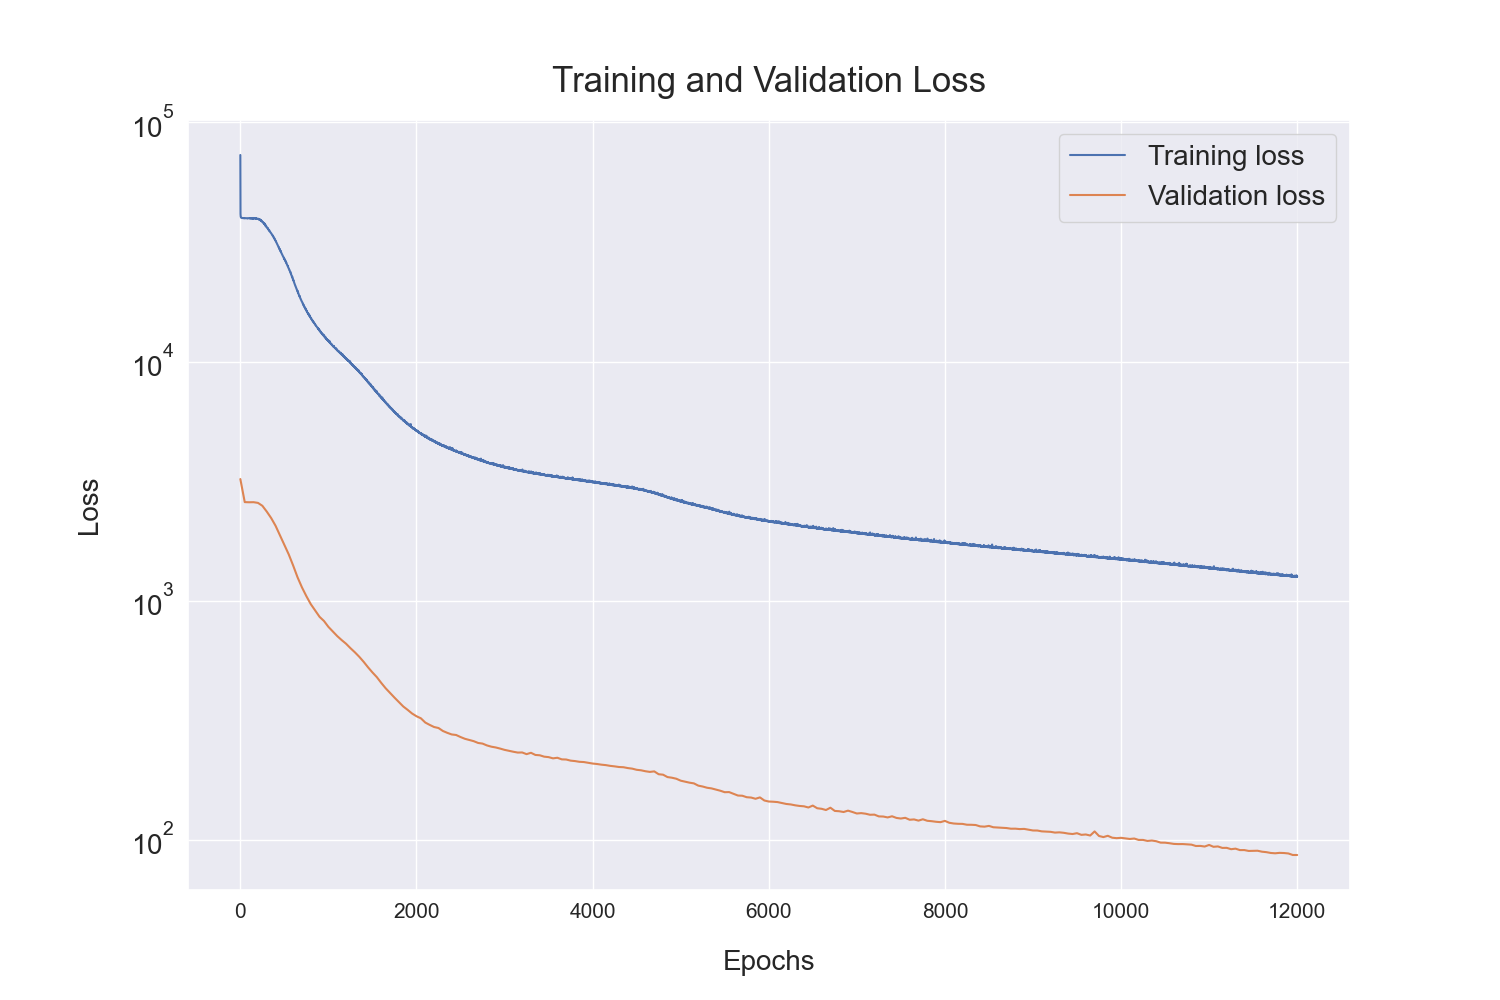 Training and Validation Loss
10^5
10^4
10^3
10^2
Loss
Training loss
Validation loss
0 2000 4000 6000 8000 10000 12000
Epochs